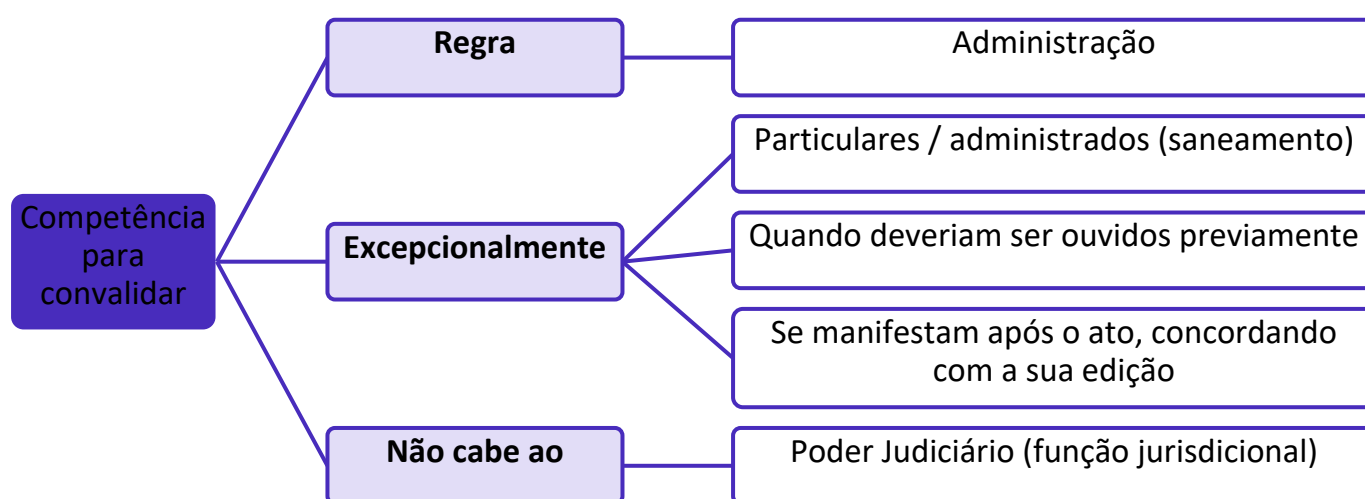 Regra
Administração
Particulares / administrados (saneamento)
Competência
para
convalidar
Excepcionalmente
Quando deveriam ser ouvidos previamente
Se manifestam após o ato, concordando
com a sua edição
Não cabe ao
Poder Judiciário (função jurisdicional)